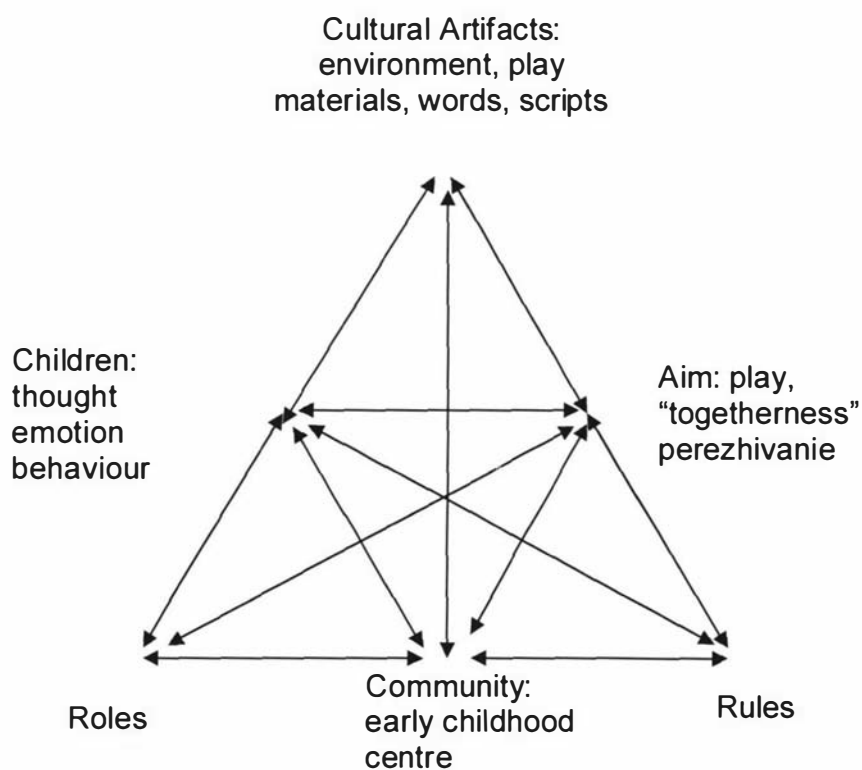 Cultural Artifacts:
environment, play
materials, words, scripts
Children:
thought
emotion
behaviour
Aim: play,
“togetherness”
perezhivanie
Roles
Community:
early childhood
centre
Rules